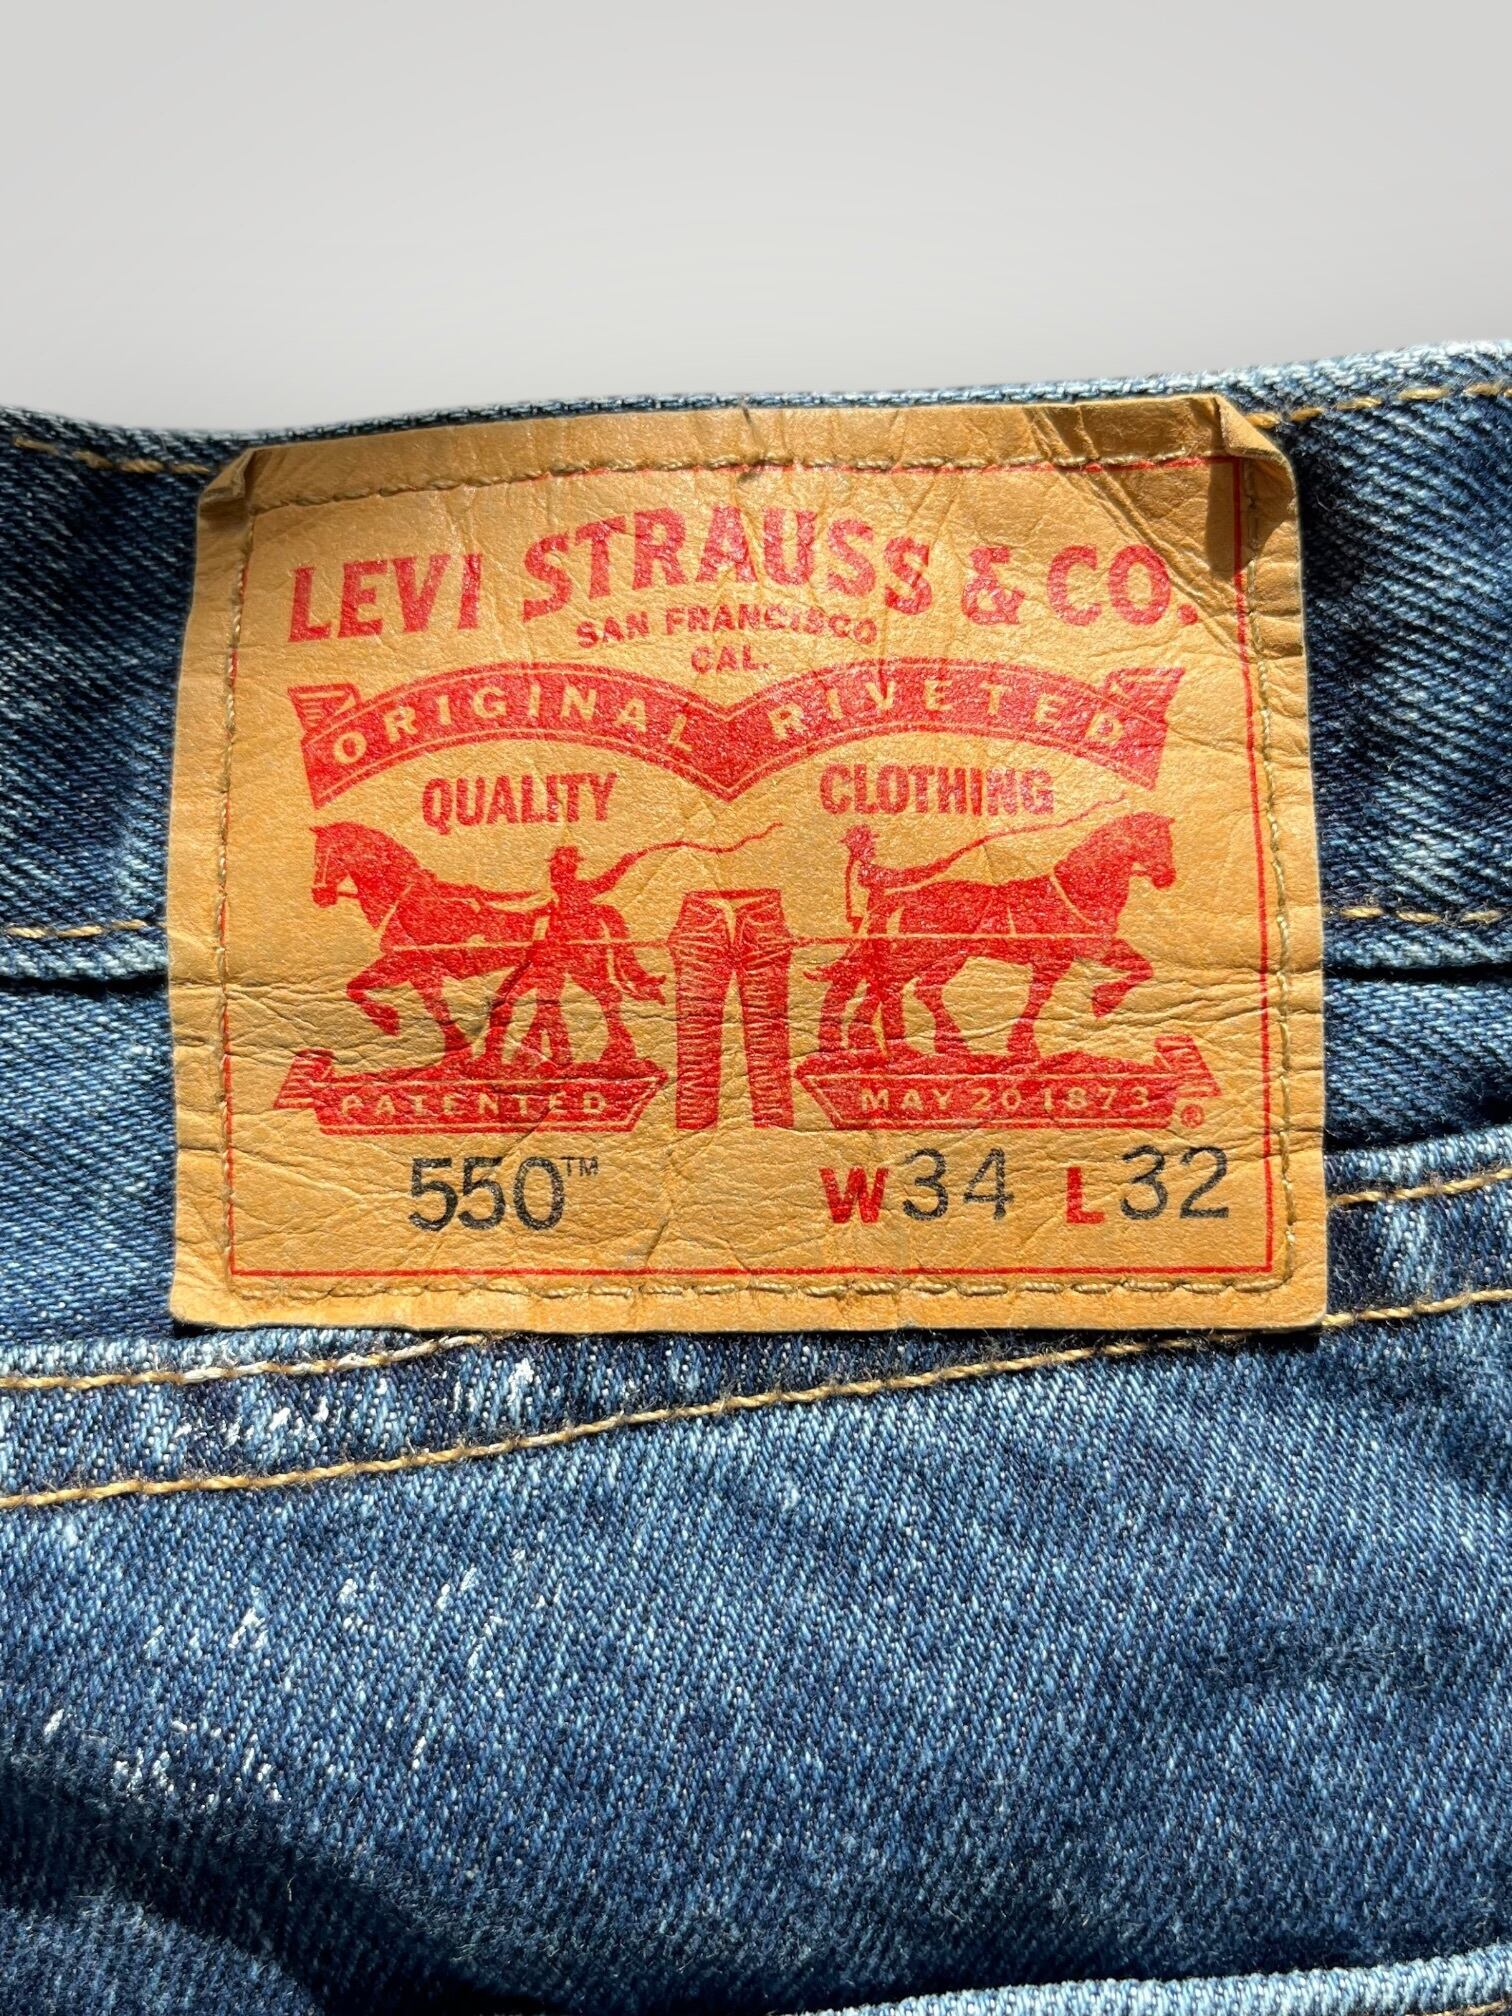 LEVI STRAUSS & CO.
SAN FRANCISCO
CAL.
ORIGINAL RIVETED
QUALITY CLOTHING
PATENTED MAY 20 1873 ®
550™ W34 L32